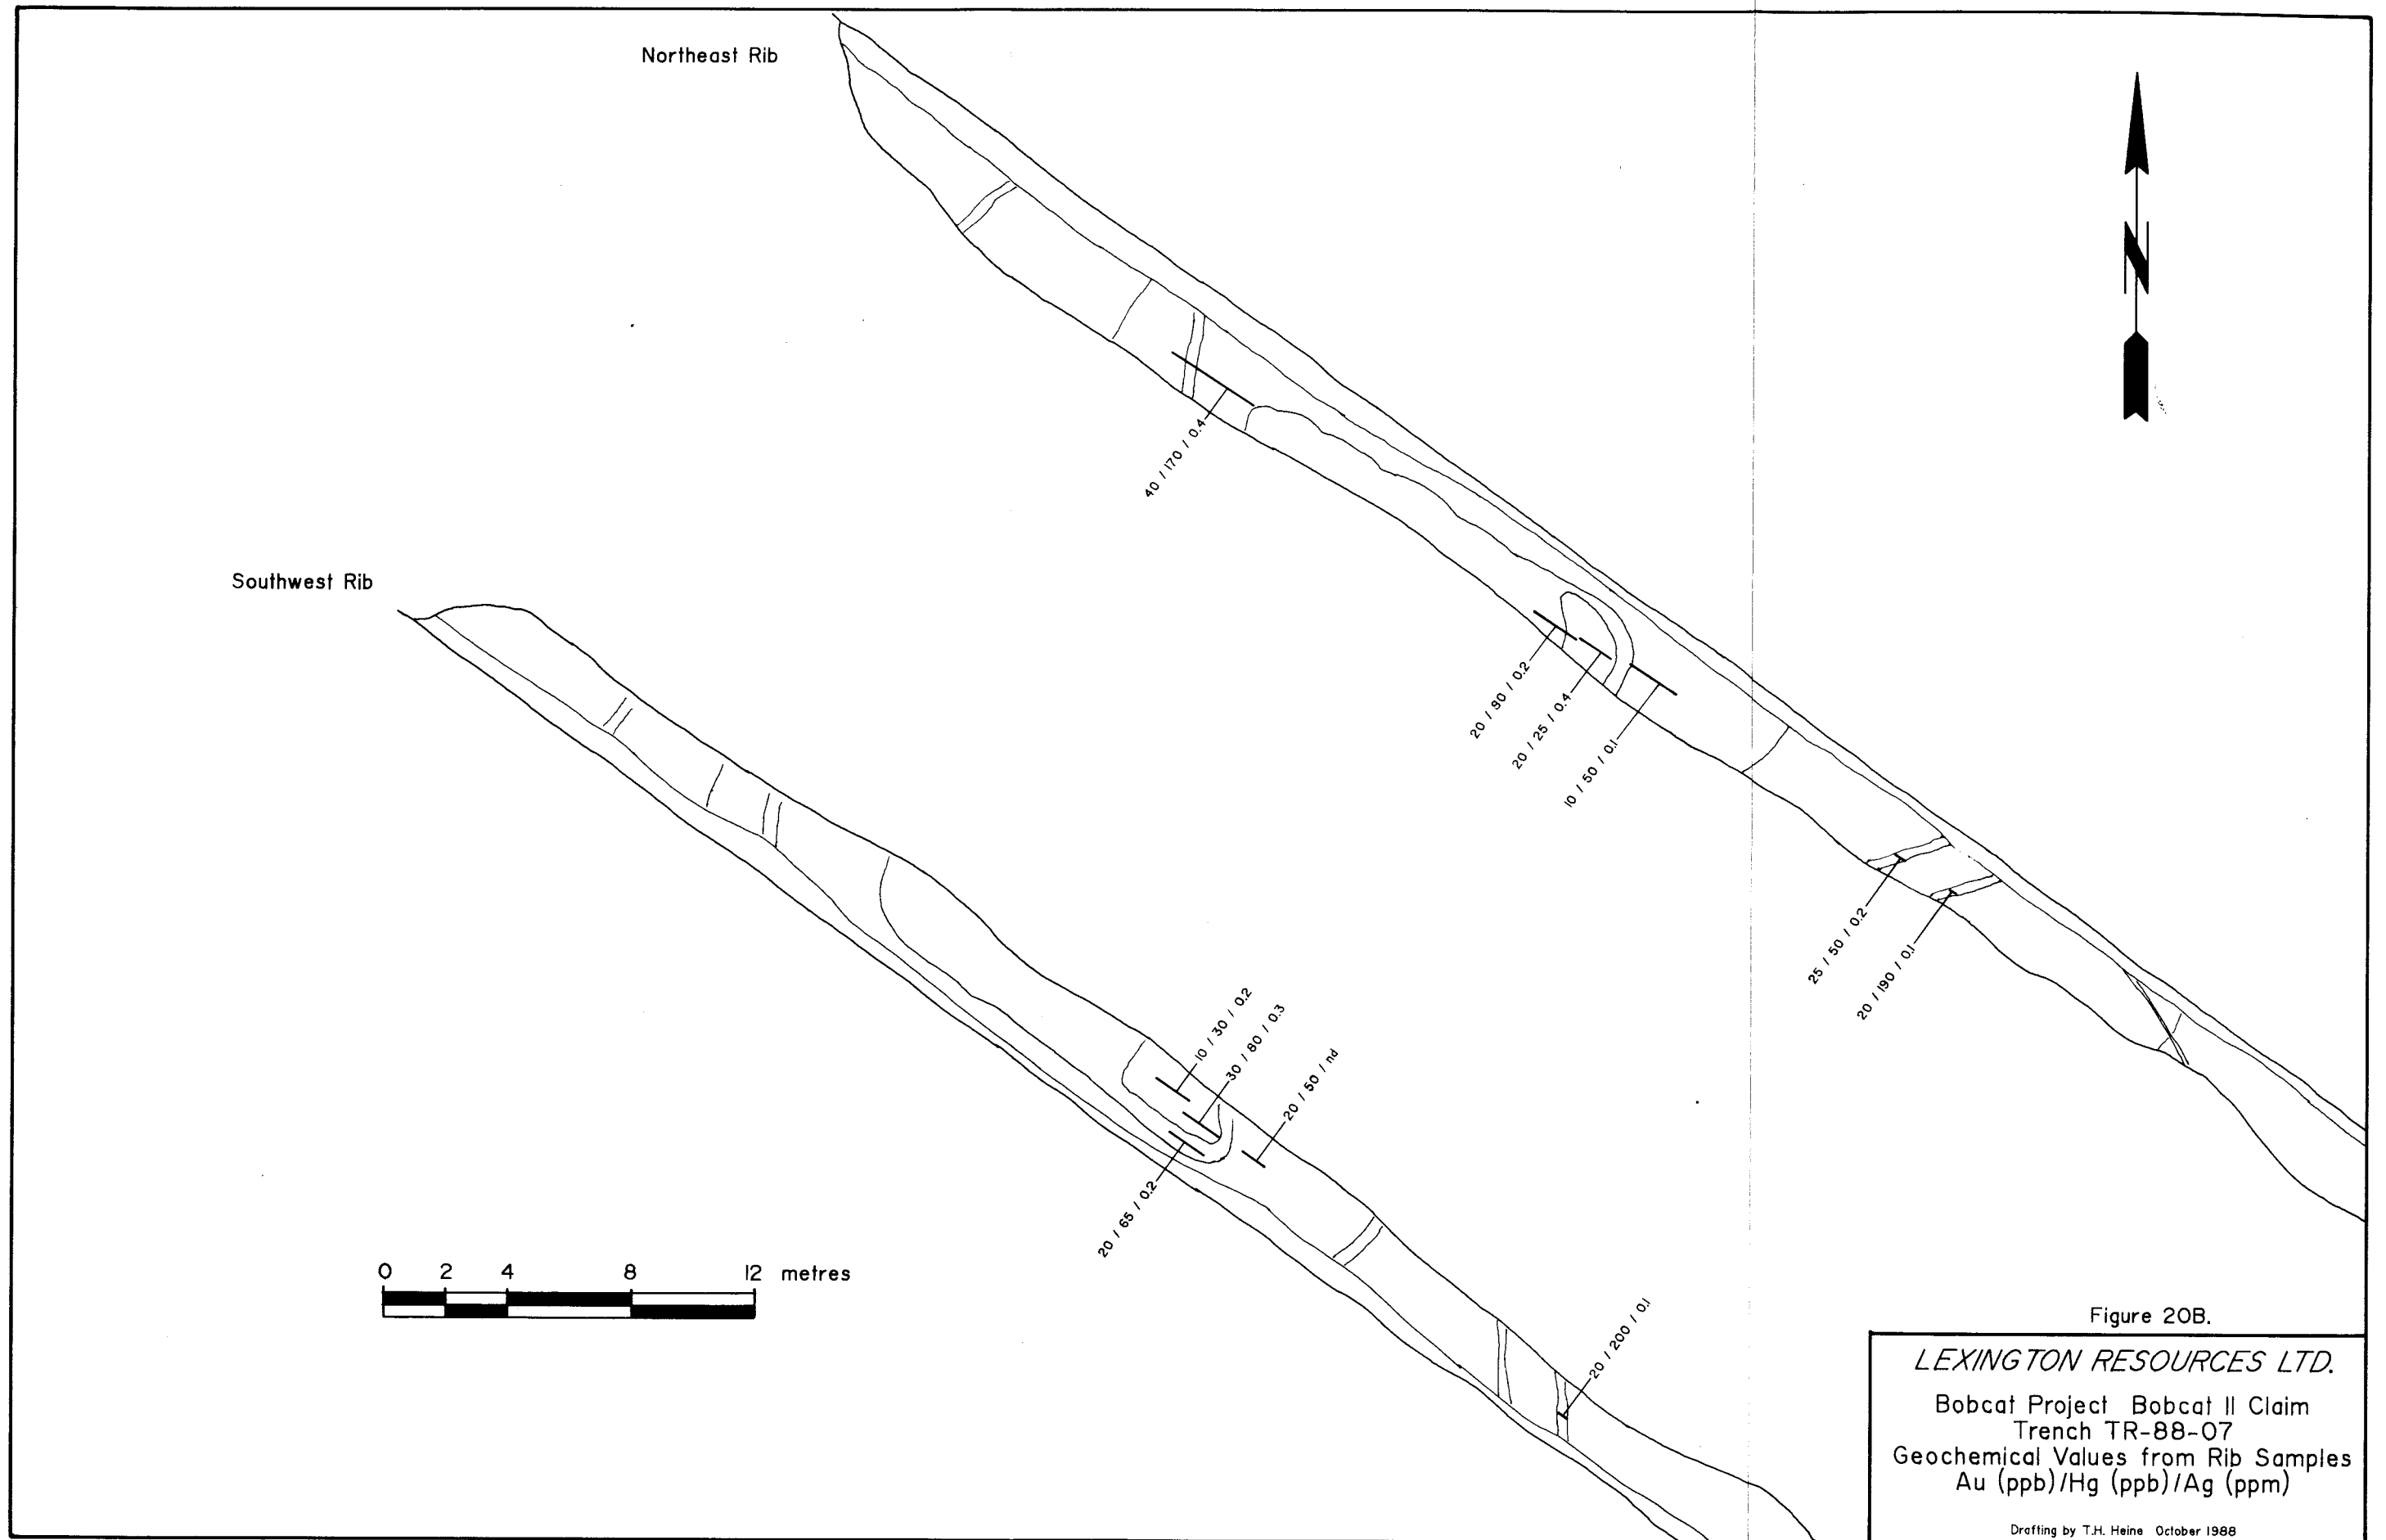 Northeast Rib
N
40 / 170 / 0.4
Southwest Rib
20 / 90 / 0.2
20 / 25 / 0.4
10 / 50 / 0.1
25 / 50 / 0.2
20 / 190 / 0.1
10 / 30 / 0.2
30 / 80 / 0.3
20 / 50 / nd
20 / 65 / 0.2
0 2 4 8 12 metres
20 / 200 / 0.1
Figure 20B.
LEXINGTON RESOURCES LTD.
Bobcat Project Bobcat II Claim
Trench TR-88-07
Geochemical Values from Rib Samples
Au (ppb)/Hg (ppb)/Ag (ppm)
Drafting by T.H. Heine October 1988